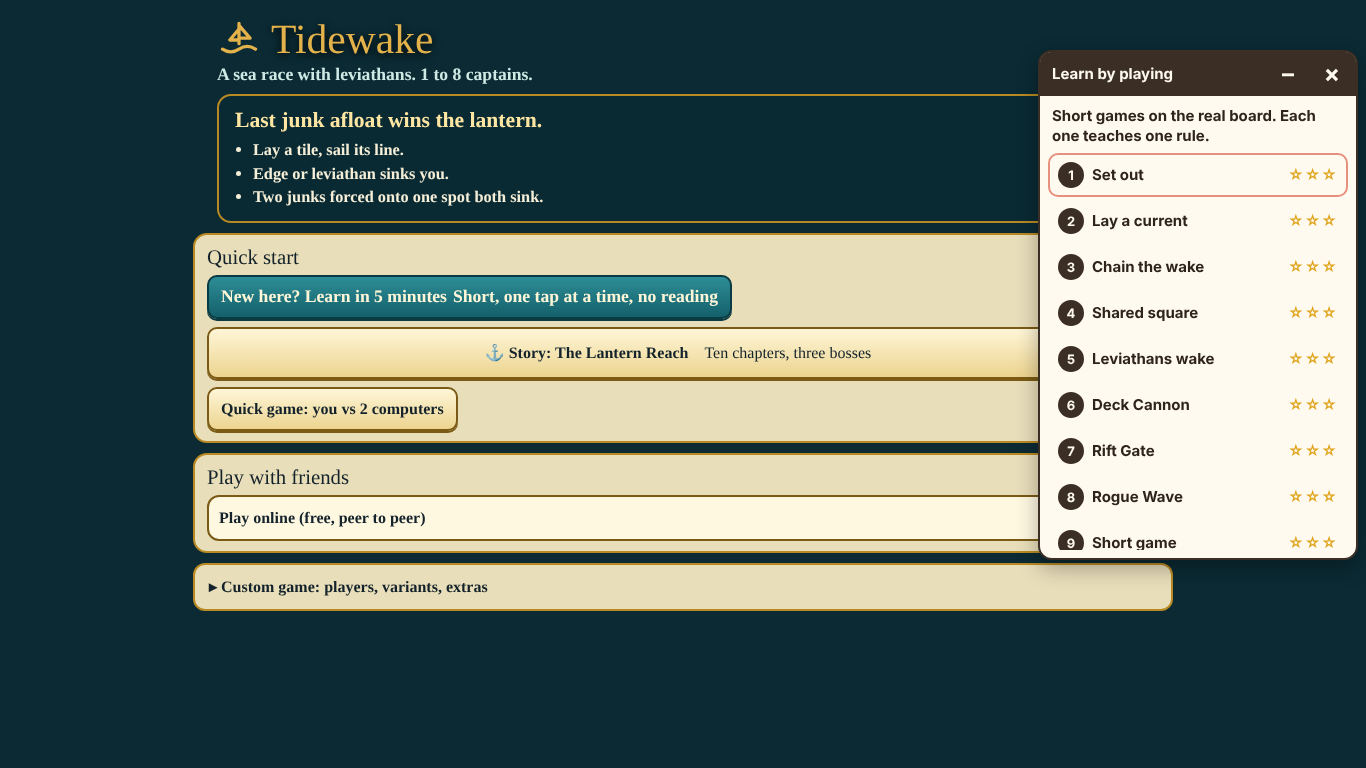 Tidewake
A sea race with leviathans. 1 to 8 captains.
Last junk afloat wins the lantern.
• Lay a tile, sail its line.
• Edge or leviathan sinks you.
• Two junks forced onto one spot both sink.
Quick start
New here? Learn in 5 minutes Short, one tap at a time, no reading
⚓ Story: The Lantern Reach Ten chapters, three bosses
Quick game: you vs 2 computers
Play with friends
Play online (free, peer to peer)
▸ Custom game: players, variants, extras
Learn by playing
Short games on the real board. Each
one teaches one rule.
1 Set out ☆☆☆
2 Lay a current ☆☆☆
3 Chain the wake ☆☆☆
4 Shared square ☆☆☆
5 Leviathans wake ☆☆☆
6 Deck Cannon ☆☆☆
7 Rift Gate ☆☆☆
8 Rogue Wave ☆☆☆
9 Short game ☆☆☆